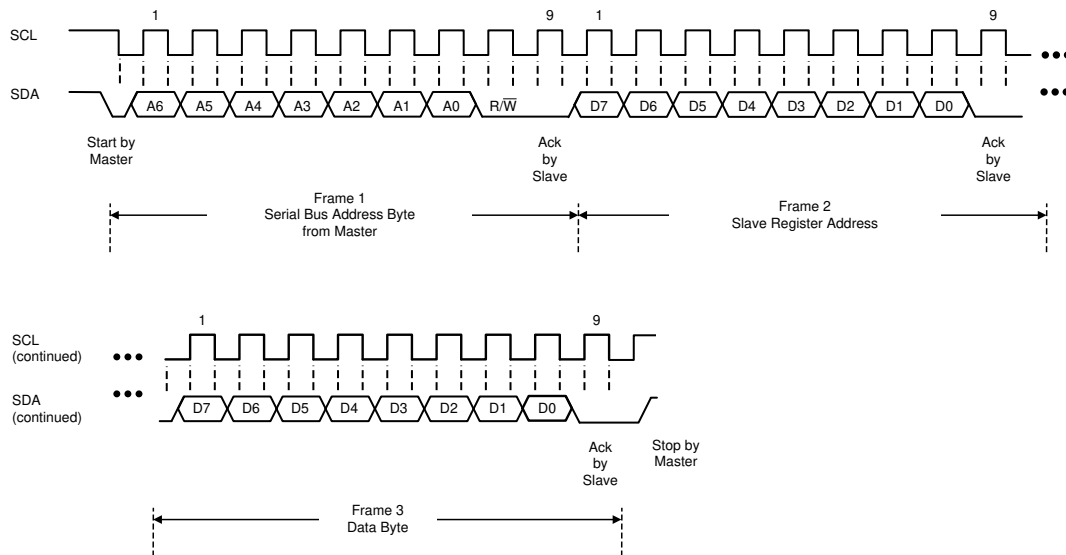 1 9 1 9
SCL
SDA
A6 A5 A4 A3 A2 A1 A0 R/W̅ D7 D6 D5 D4 D3 D2 D1 D0
Start by
Master
Ack
by
Slave
Ack
by
Slave
Frame 1
Serial Bus Address Byte
from Master
Frame 2
Slave Register Address
1 9
SCL
(continued)
SDA
(continued)
D7 D6 D5 D4 D3 D2 D1 D0
Ack
by
Slave
Stop by
Master
Frame 3
Data Byte